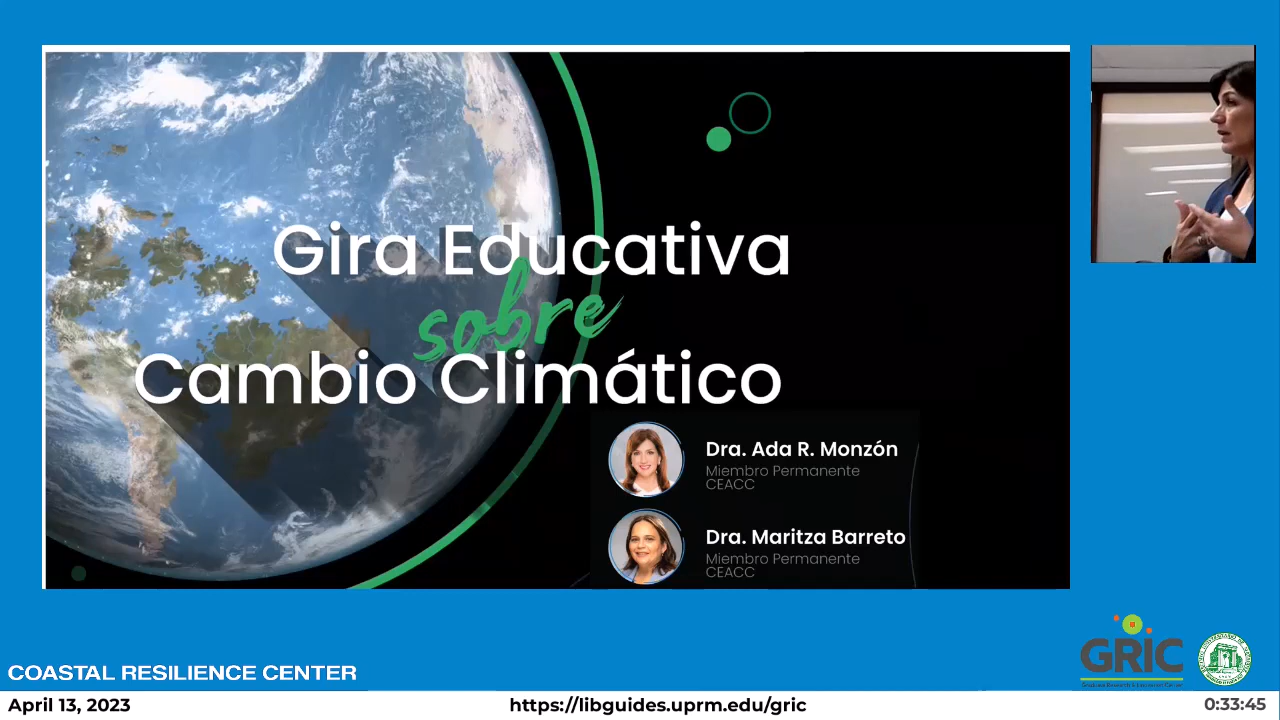 Gira Educativa
sobre
Cambio Climático
Dra. Ada R. Monzón
Miembro Permanente
CEACC
Dra. Maritza Barreto
Miembro Permanente
CEACC
GRIC
COASTAL RESILIENCE CENTER
April 13, 2023
https://libguides.uprm.edu/gric
0:33:45